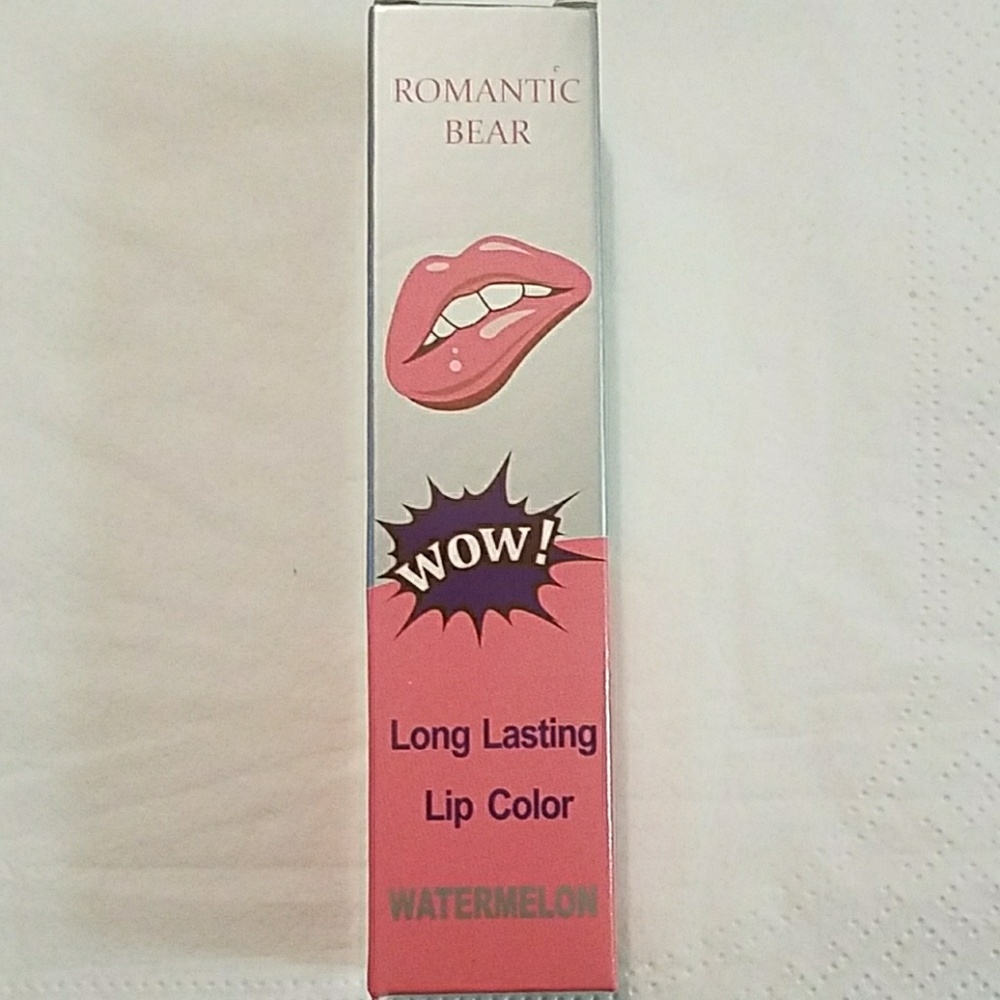 ROMANTIC
BEAR
WOW!
Long Lasting
Lip Color
WATERMELON